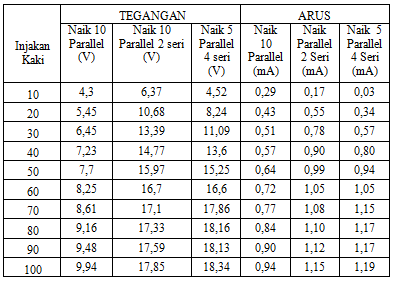 TEGANGAN ARUS
Injakan Kaki
Naik 10 Parallel (V)
Naik 10 Parallel 2 seri (V)
Naik 5 Parallel 4 seri (V)
Naik 10 Parallel (mA)
Naik Parallel 2 Seri (mA)
Naik 5 Parallel 4 Seri (mA)
10 4,3 6,37 4,52 0,29 0,17 0,03
20 5,45 10,68 8,24 0,43 0,55 0,34
30 6,45 13,39 11,09 0,51 0,78 0,57
40 7,23 14,77 13,6 0,57 0,90 0,80
50 7,7 15,97 15,25 0,64 0,99 0,94
60 8,25 16,7 16,6 0,72 1,05 1,05
70 8,61 17,1 17,86 0,77 1,08 1,15
80 9,16 17,33 18,16 0,84 1,10 1,17
90 9,48 17,59 18,13 0,90 1,12 1,17
100 9,94 17,85 18,34 0,94 1,15 1,19